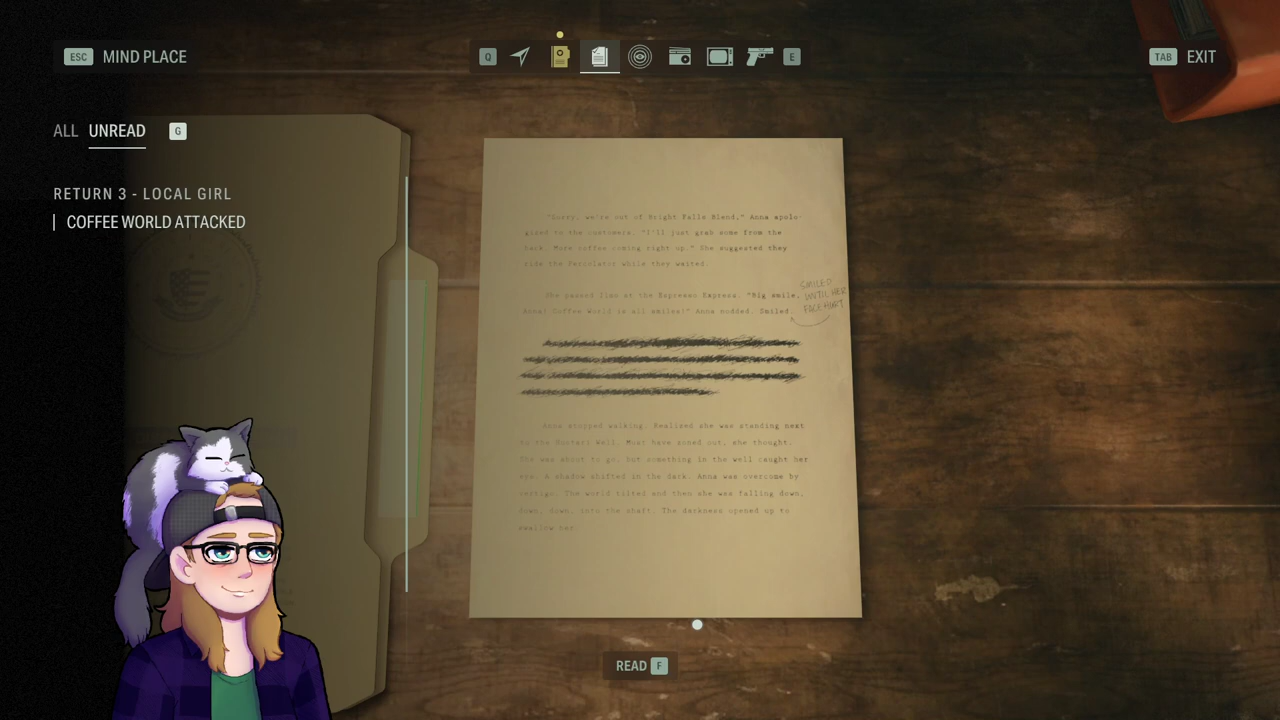 ESC MIND PLACE
Q
E
TAB EXIT
ALL UNREAD G
RETURN 3 - LOCAL GIRL
COFFEE WORLD ATTACKED
"Sorry, we're out of Bright Falls Blend," Anna apolo-
gized to the customers. "I'll just grab some from the
back. More coffee coming right up." She suggested they
ride the Percolator while they waited.
She passed Timo at the Espresso Express. "Big smile,
Anna! Coffee World is all smiles!" Anna nodded. Smiled.
SMILED
UNTIL HER
FACE HURT
Anna stopped walking. Realized she was standing next
to the Huotari Well. Must have zoned out, she thought.
She was about to go, but something in the well caught her
eye. A shadow shifted in the dark. Anna was overcome by
vertigo. The world tilted and then she was falling down,
down, down, into the shaft. The darkness opened up to
swallow her.
READ F